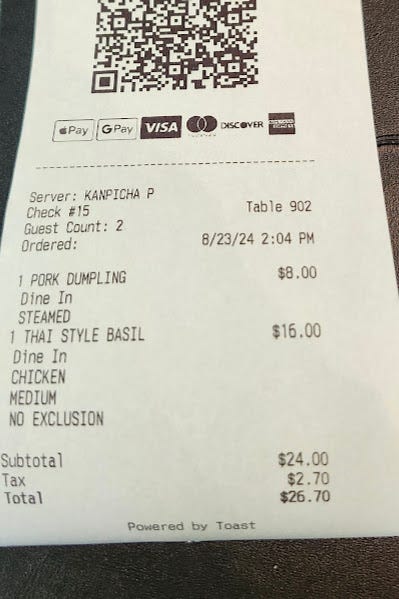 Pay G Pay VISA DISCOVER
Server: KANPICHA P
Check #15 Table 902
Guest Count: 2
Ordered: 8/23/24 2:04 PM
1 PORK DUMPLING $8.00
Dine In
STEAMED
1 THAI STYLE BASIL $16.00
Dine In
CHICKEN
MEDIUM
NO EXCLUSION
Subtotal $24.00
Tax $2.70
Total $26.70
Powered by Toast